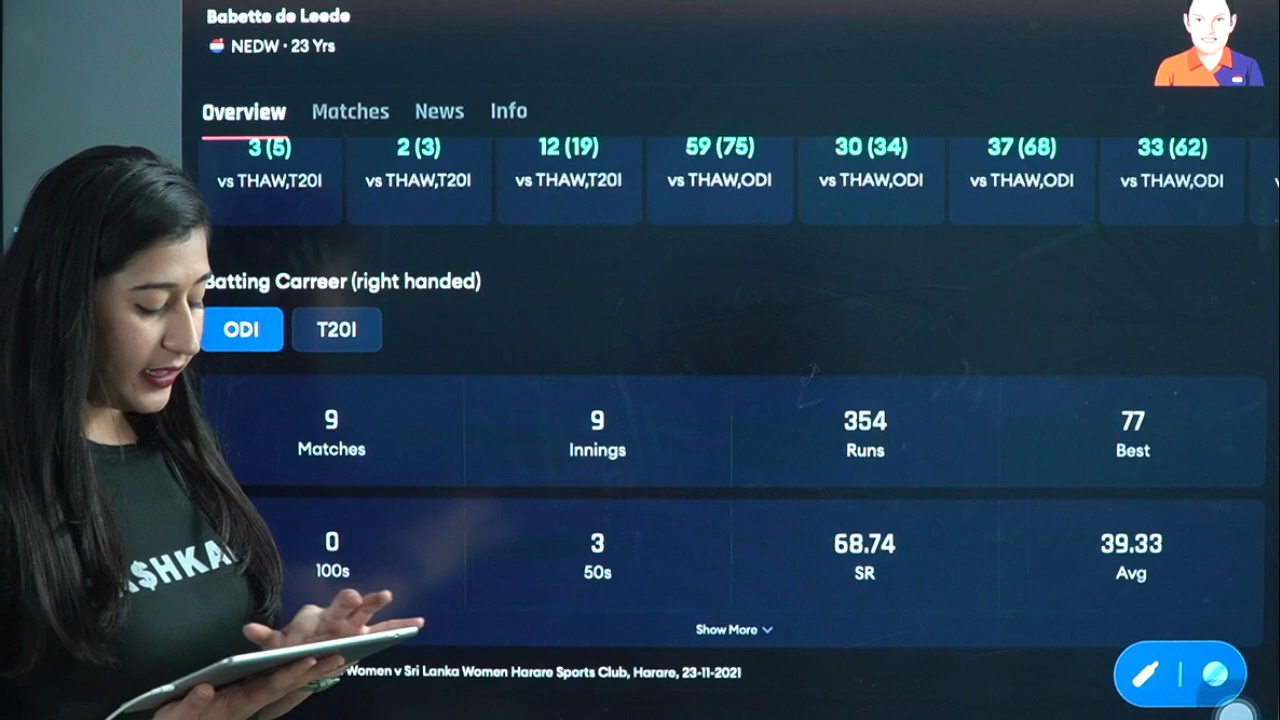 Babette de Leede
NEDW · 23 Yrs
Overview Matches News Info
3 (5) 2 (3) 12 (19) 59 (75) 30 (34) 37 (68) 33 (62)
vs THAW,T20I vs THAW,T20I vs THAW,T20I vs THAW,ODI vs THAW,ODI vs THAW,ODI vs THAW,ODI
Batting Carreer (right handed)
ODI T20I
9 9 354 77
Matches Innings Runs Best
0 3 68.74 39.33
100s 50s SR Avg
Show More
Women v Sri Lanka Women Harare Sports Club, Harare, 23-11-2021